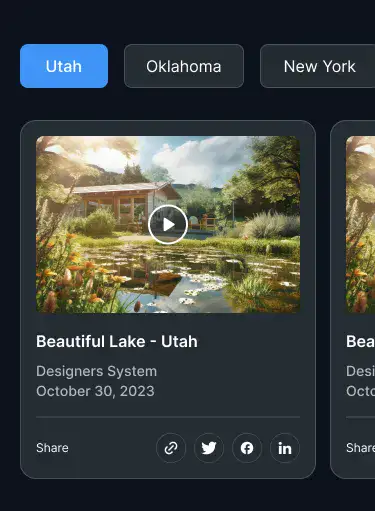 Utah
Oklahoma
New York
Beautiful Lake - Utah
Designers System
October 30, 2023
Share
Bea
Desi
Octo
Share